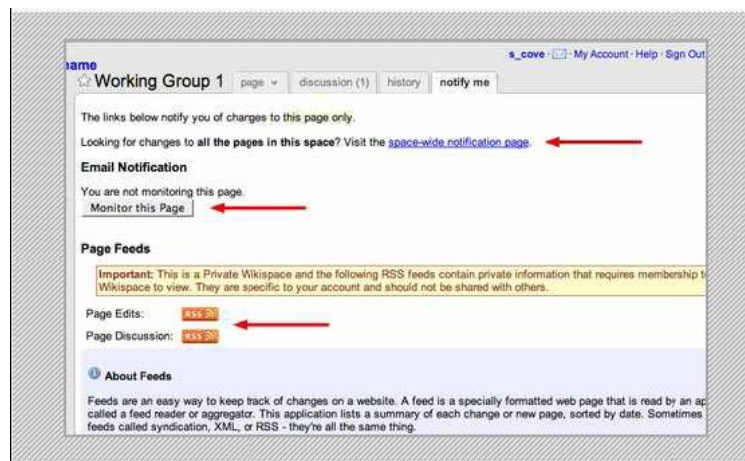 s_cove · My Account · Help · Sign Out
name
Working Group 1 page discussion (1) history notify me
The links below notify you of changes to this page only.
Looking for changes to all the pages in this space? Visit the space-wide notification page.
Email Notification
You are not monitoring this page.
Monitor this Page
Page Feeds
Important: This is a Private Wikispace and the following RSS feeds contain private information that requires membership
Wikispace to view. They are specific to your account and should not be shared with others.
Page Edits: RSS
Page Discussion: RSS
About Feeds
Feeds are an easy way to keep track of changes on a website. A feed is a specially formatted web page that is read by an ap
called a feed reader or aggregator. This application lists a summary of each change or new page, sorted by date. Sometimes
feeds called syndication, XML, or RSS - they're all the same thing.